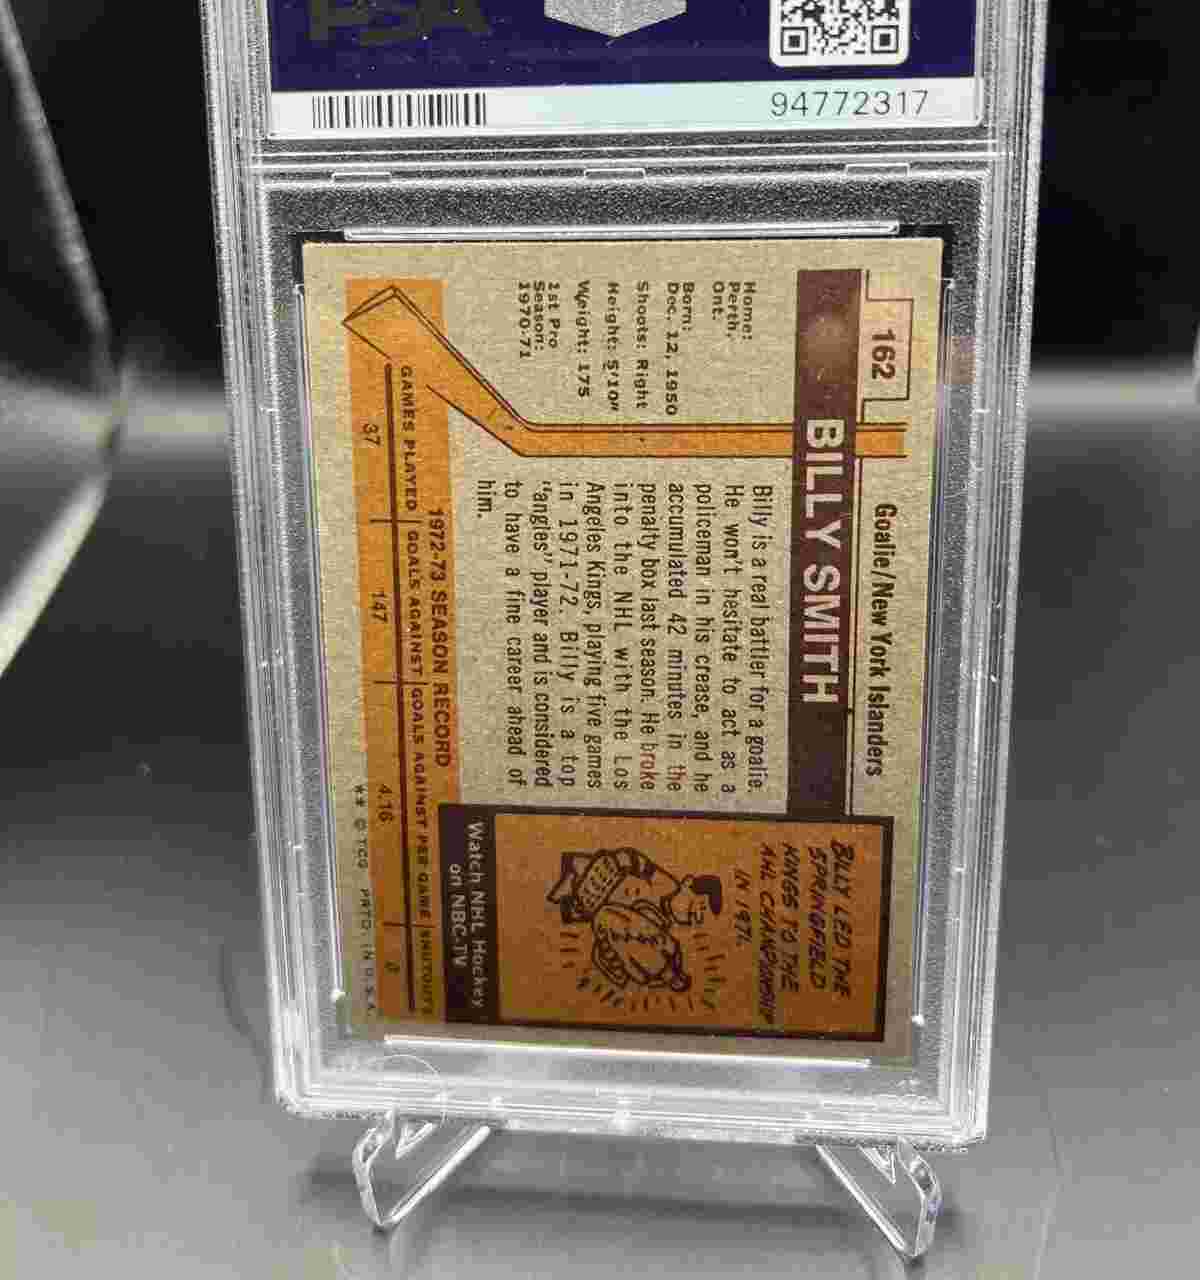 PSA
94772317
162
Goalie/New York Islanders
BILLY SMITH
Home:
Perth,
Ont.
Born:
Dec. 12, 1950
Shoots: Right
Height: 5'10"
Weight: 175
1st Pro
Season:
1970-71
Billy is a real battler for a goalie.
He won't hesitate to act as a
policeman in his crease, and he
accumulated 42 minutes in the
penalty box last season. He broke
into the NHL with the Los
Angeles Kings, playing five games
in 1971-72. Billy is a top
"angles" player and is considered
to have a fine career ahead of
him.
BILLY LED THE
SPRINGFIELD
KINGS TO THE
AHL CHAMPIONSHIP
IN 1971.
Watch NHL Hockey
on NBC-TV
1972-73 SEASON RECORD
GAMES PLAYED GOALS AGAINST GOALS AGAINST PER GAME SHUTOUTS
37 147 4.16 0
** © TCG PRTD. IN U.S.A.